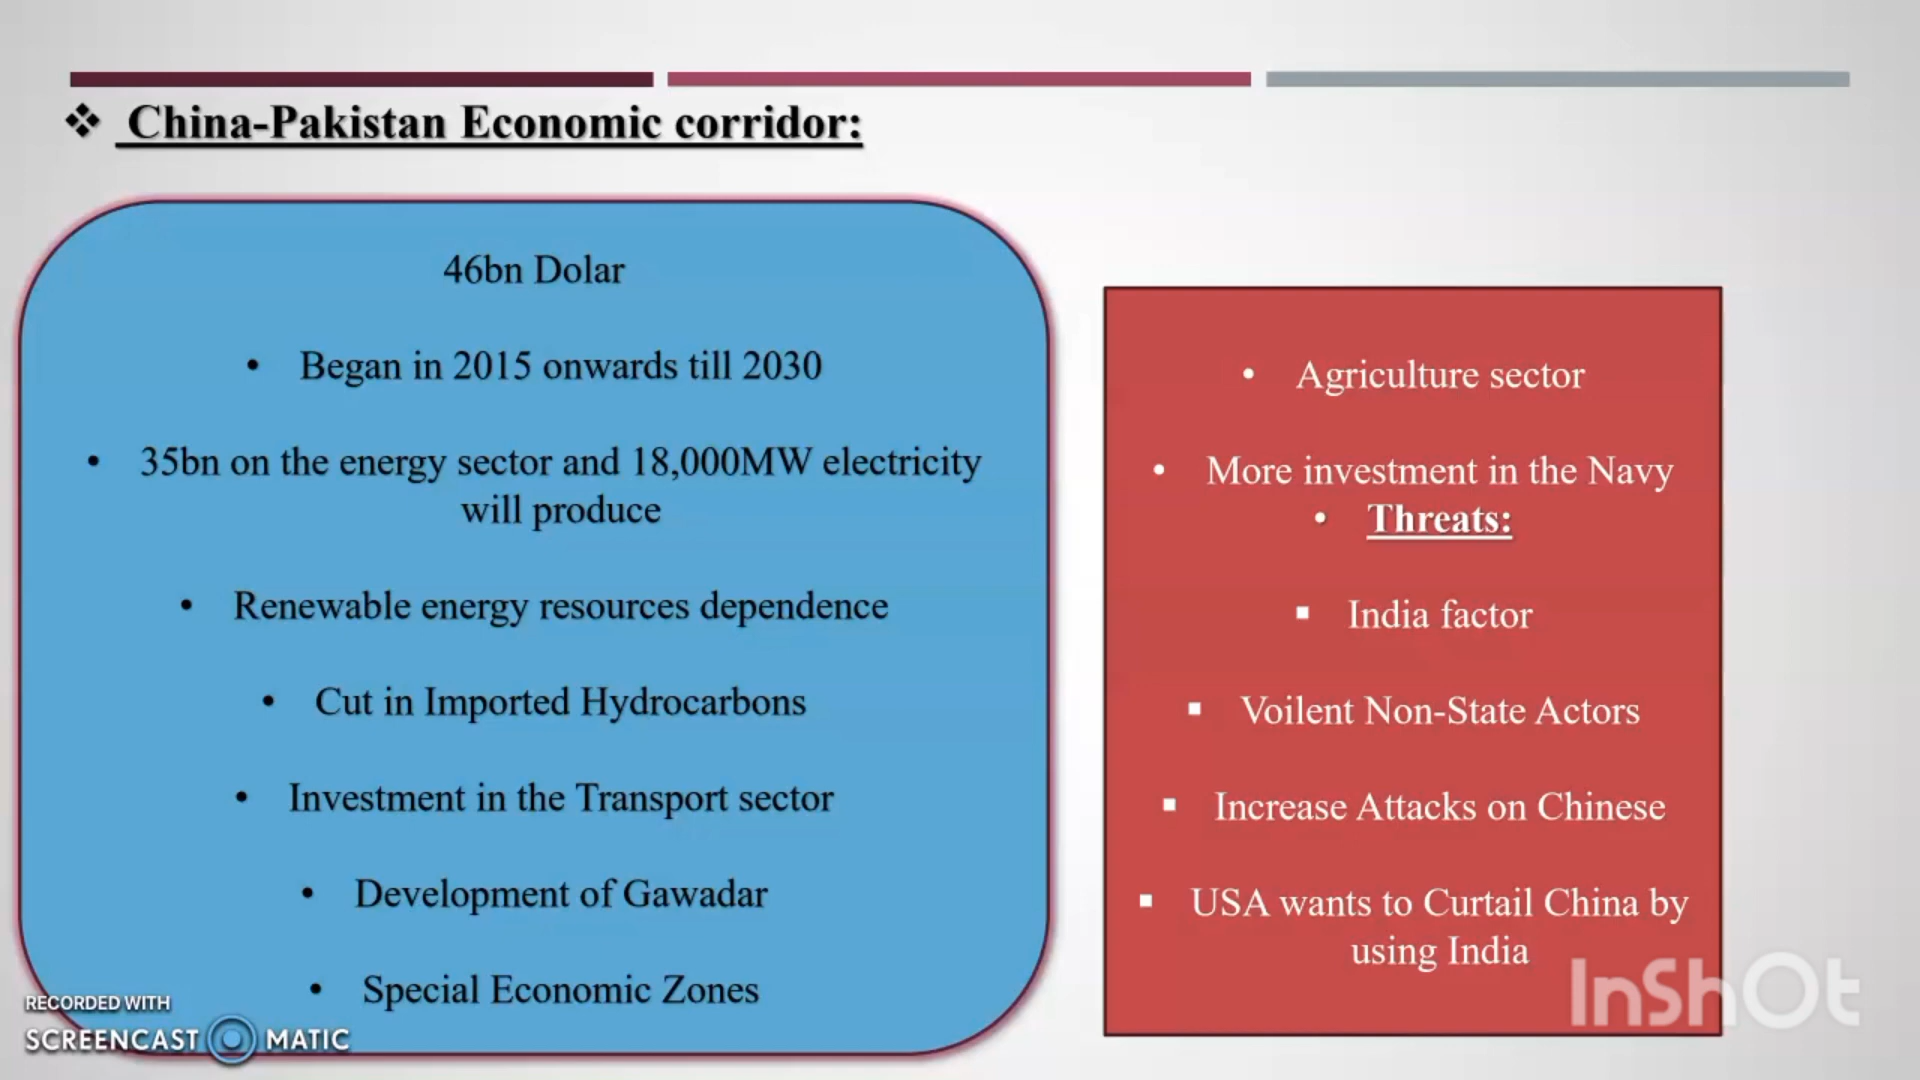 ❖ China-Pakistan Economic corridor:
46bn Dolar
• Began in 2015 onwards till 2030
• 35bn on the energy sector and 18,000MW electricity
will produce
• Renewable energy resources dependence
• Cut in Imported Hydrocarbons
• Investment in the Transport sector
• Development of Gawadar
• Special Economic Zones
• Agriculture sector
• More investment in the Navy
• Threats:
▪ India factor
▪ Voilent Non-State Actors
▪ Increase Attacks on Chinese
▪ USA wants to Curtail China by
using India
RECORDED WITH
SCREENCAST MATIC
InShOt